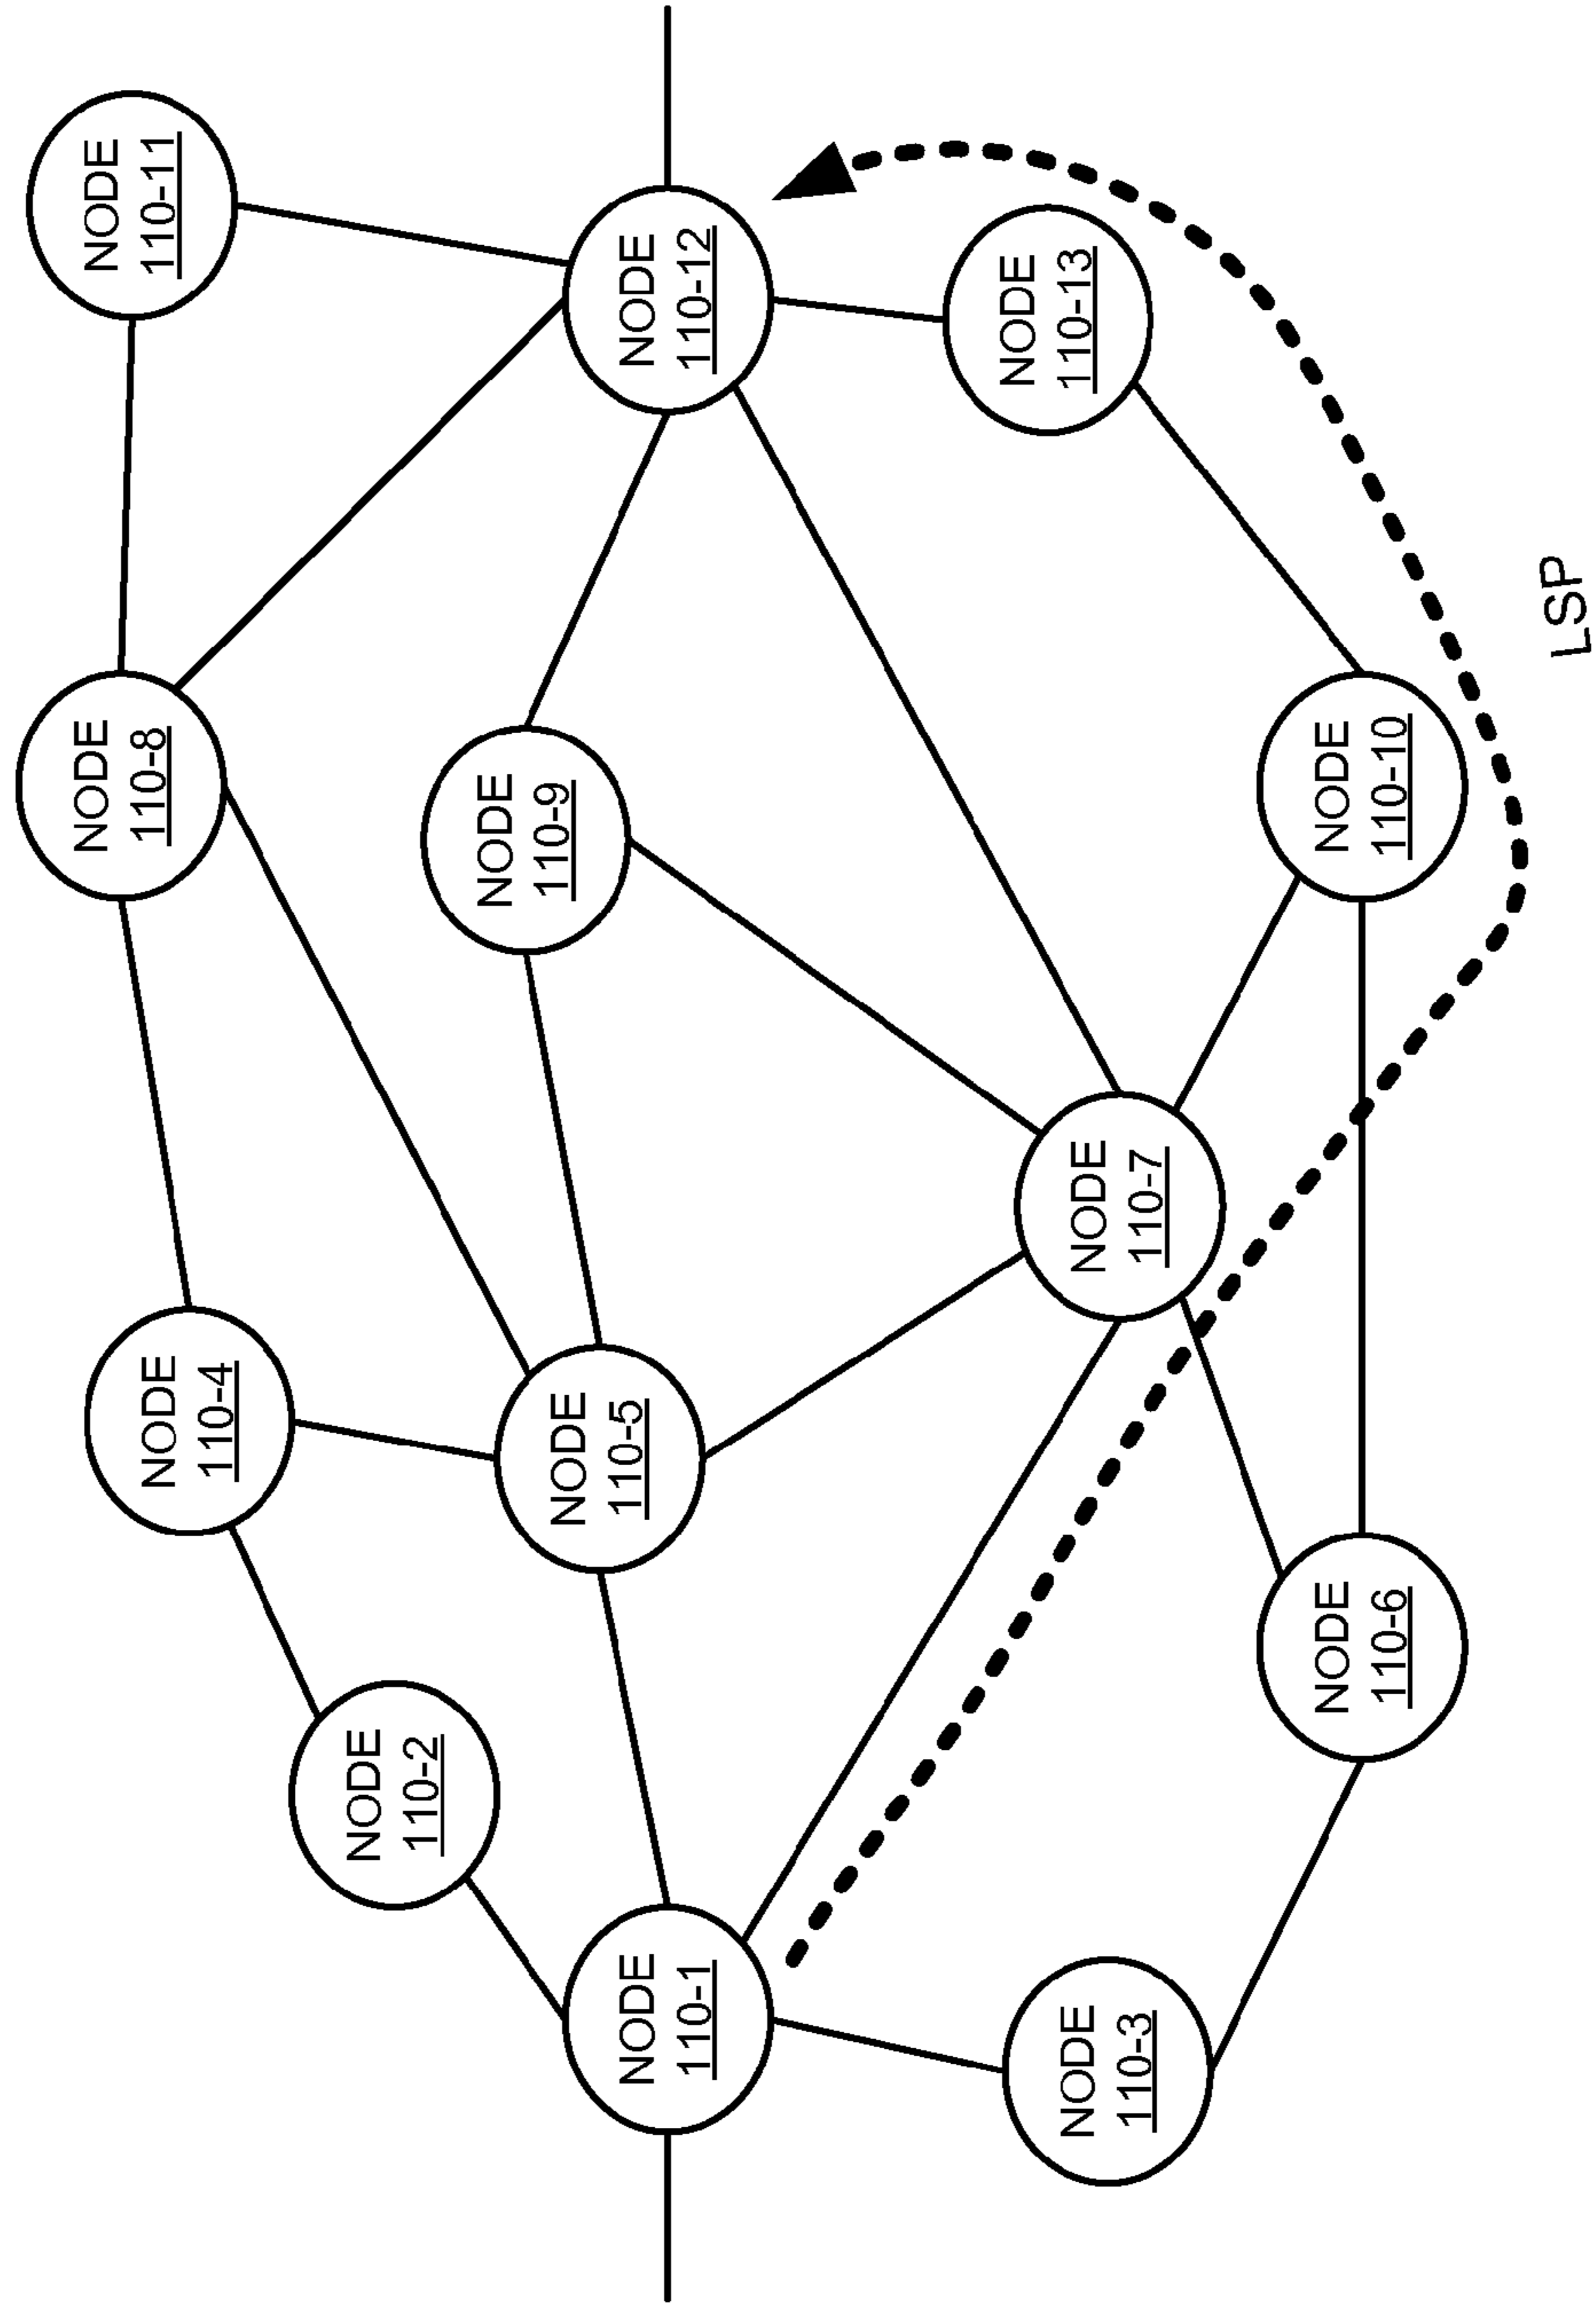 NODE
110-11
NODE
110-8
NODE
110-4
NODE
110-2
NODE
110-12
NODE
110-9
NODE
110-5
NODE
110-1
NODE
110-13
NODE
110-7
NODE
110-3
NODE
110-10
NODE
110-6
LSP